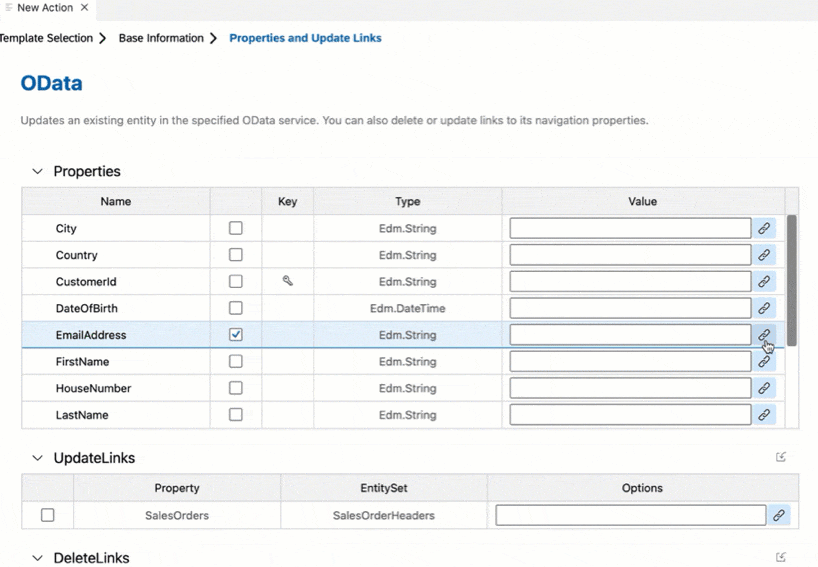 New Action
Template Selection Base Information Properties and Update Links
OData
Updates an existing entity in the specified OData service. You can also delete or update links to its navigation properties.
Properties
Name Key Type Value
City Edm.String
Country Edm.String
CustomerId Edm.String
DateOfBirth Edm.DateTime
EmailAddress Edm.String
FirstName Edm.String
HouseNumber Edm.String
LastName Edm.String
UpdateLinks
Property EntitySet Options
SalesOrders SalesOrderHeaders
DeleteLinks